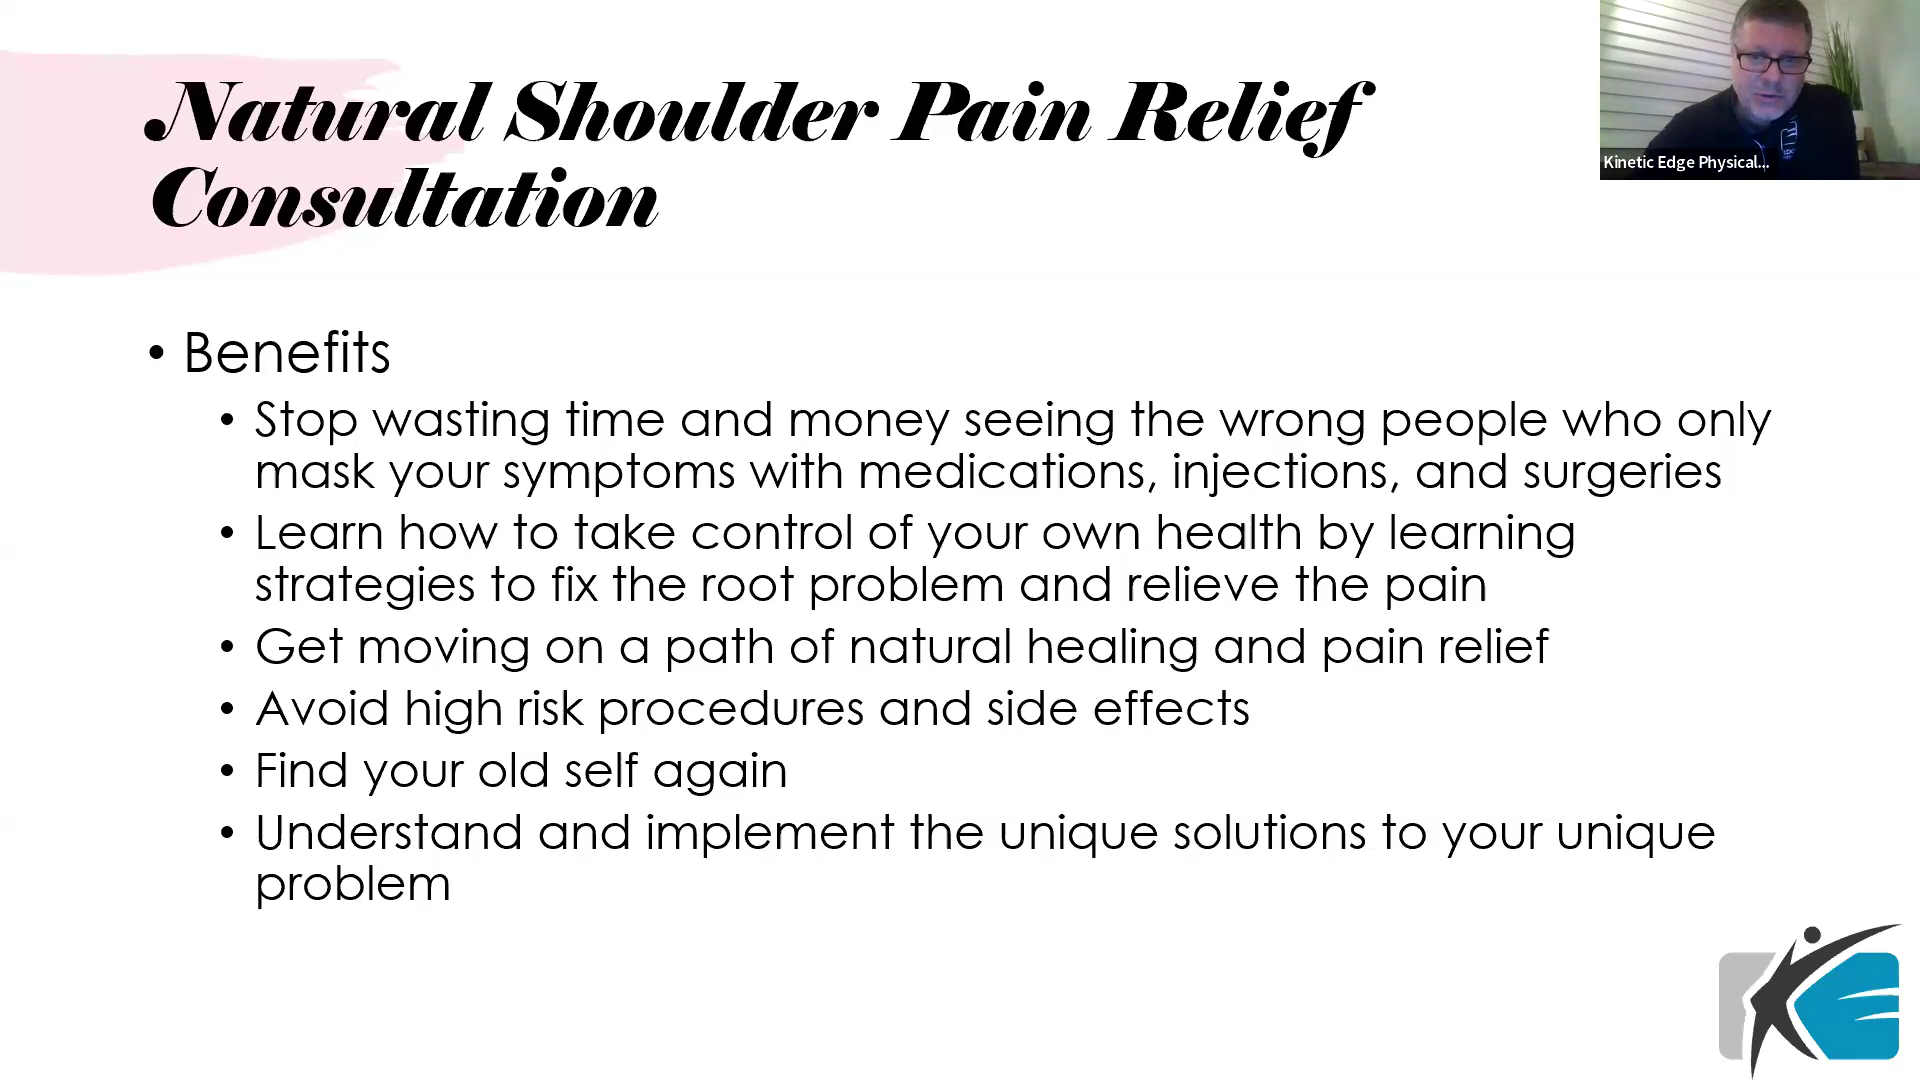 Natural Shoulder Pain Relief
Consultation
Kinetic Edge Physical...
• Benefits
• Stop wasting time and money seeing the wrong people who only
mask your symptoms with medications, injections, and surgeries
• Learn how to take control of your own health by learning
strategies to fix the root problem and relieve the pain
• Get moving on a path of natural healing and pain relief
• Avoid high risk procedures and side effects
• Find your old self again
• Understand and implement the unique solutions to your unique
problem